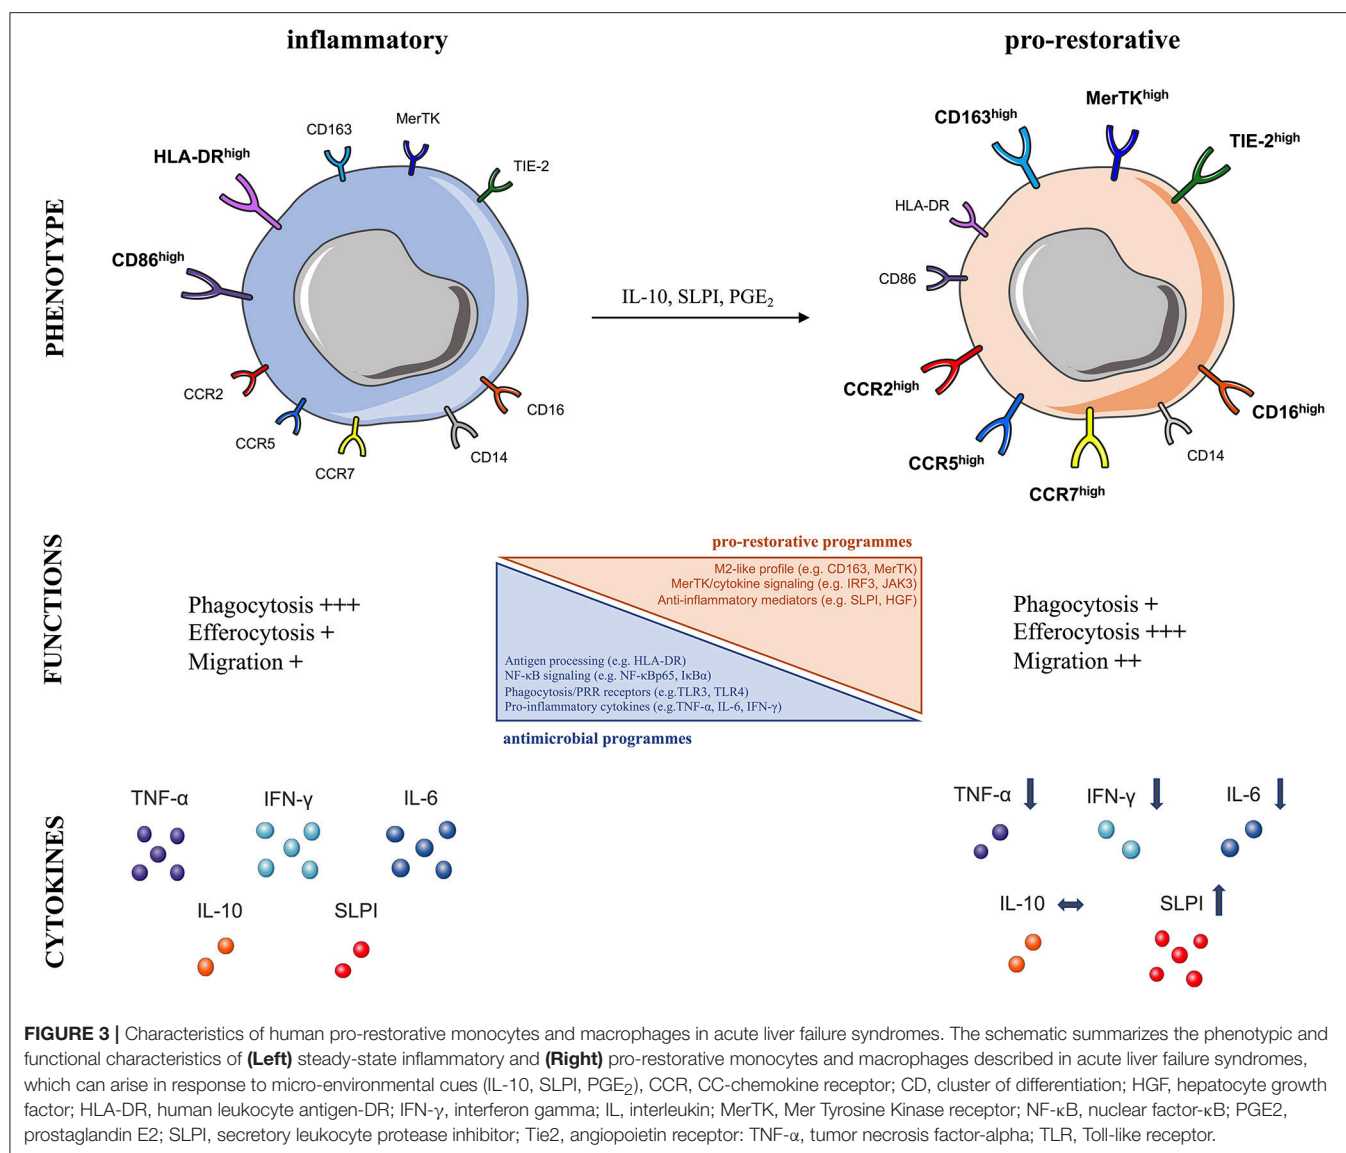 inflammatory
pro-restorative
PHENOTYPE
CD163
MerTK
HLA-DRhigh
TIE-2
CD86high
CCR2
CCR5
CCR7
CD14
CD16
IL-10, SLPI, PGE2
MerTKhigh
CD163high
TIE-2high
HLA-DR
CD86
CCR2high
CD16high
CCR5high
CD14
CCR7high
FUNCTIONS
Phagocytosis +++
Efferocytosis +
Migration +
pro-restorative programmes
M2-like profile (e.g. CD163, MerTK)
MerTK/cytokine signaling (e.g. IRF3, JAK3)
Anti-inflammatory mediators (e.g. SLPI, HGF)
Antigen processing (e.g. HLA-DR)
NF-κB signaling (e.g. NF-κBp65, IκBα)
Phagocytosis/PRR receptors (e.g.TLR3, TLR4)
Pro-inflammatory cytokines (e.g.TNF-α, IL-6, IFN-γ)
antimicrobial programmes
Phagocytosis +
Efferocytosis +++
Migration ++
CYTOKINES
TNF-α
IFN-γ
IL-6
IL-10
SLPI
TNF-α
IFN-γ
IL-6
IL-10
SLPI
FIGURE 3 | Characteristics of human pro-restorative monocytes and macrophages in acute liver failure syndromes. The schematic summarizes the phenotypic and
functional characteristics of (Left) steady-state inflammatory and (Right) pro-restorative monocytes and macrophages described in acute liver failure syndromes,
which can arise in response to micro-environmental cues (IL-10, SLPI, PGE2), CCR, CC-chemokine receptor; CD, cluster of differentiation; HGF, hepatocyte growth
factor; HLA-DR, human leukocyte antigen-DR; IFN-γ, interferon gamma; IL, interleukin; MerTK, Mer Tyrosine Kinase receptor; NF-κB, nuclear factor-κB; PGE2,
prostaglandin E2; SLPI, secretory leukocyte protease inhibitor; Tie2, angiopoietin receptor: TNF-α, tumor necrosis factor-alpha; TLR, Toll-like receptor.